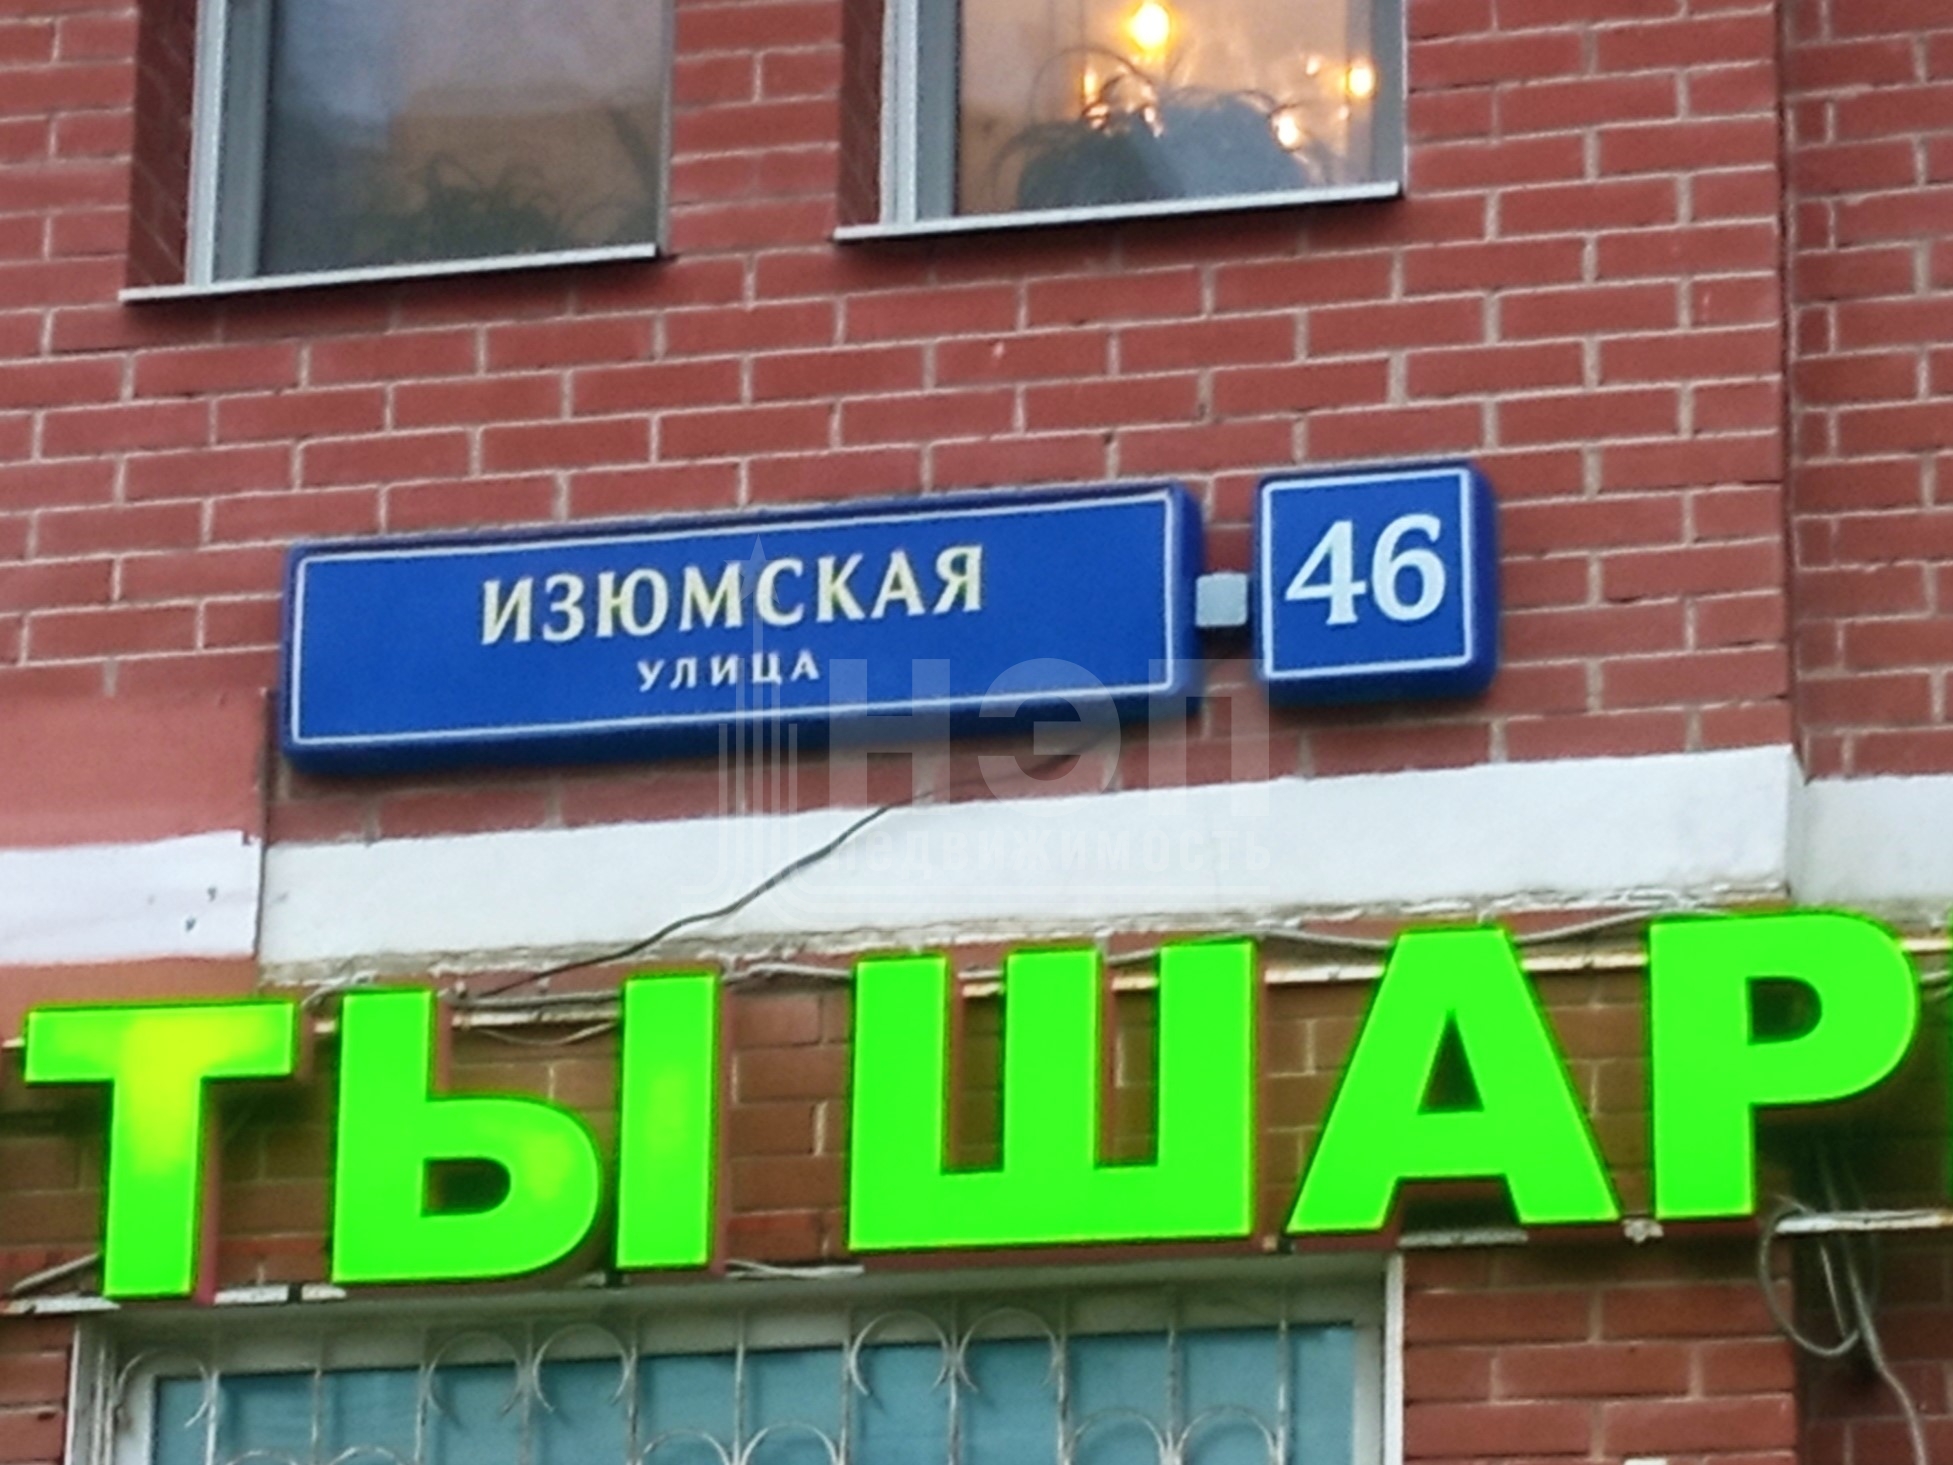 ИЗЮМСКАЯ
УЛИЦА
46
НЭП
недвижимость
ТЫ ШАР